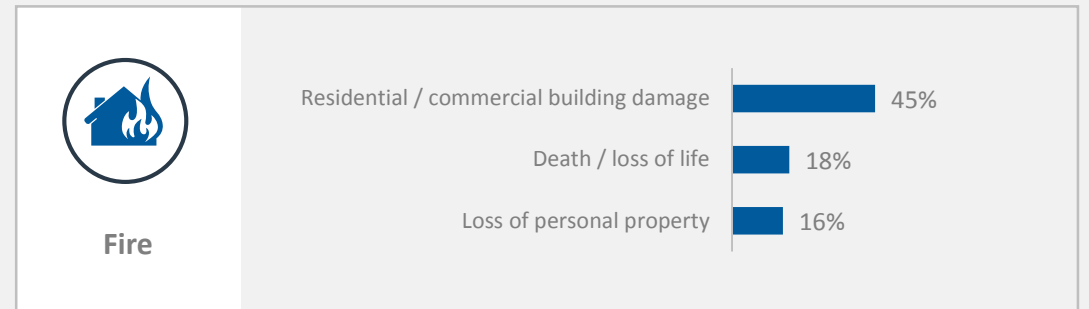 Residential / commercial building damage 45%
Death / loss of life 18%
Loss of personal property 16%
Fire